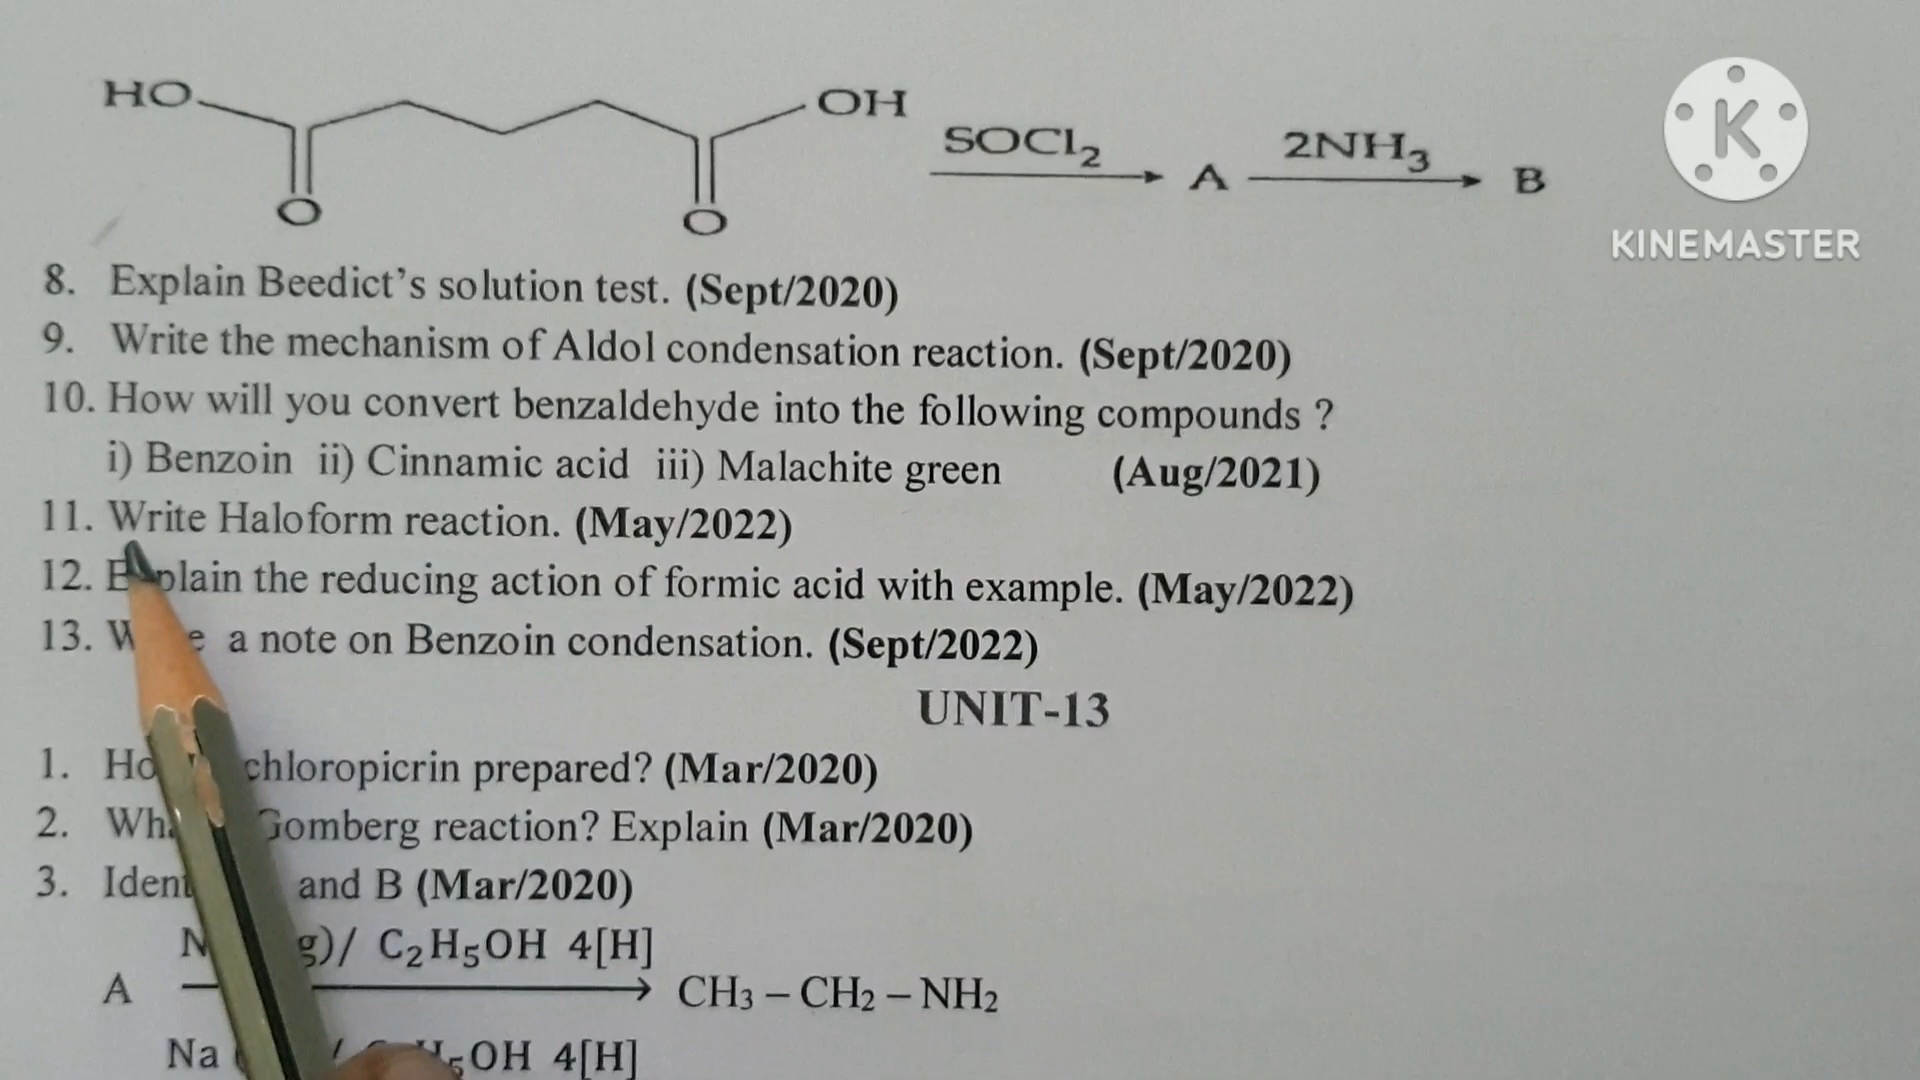 HO OH
O O
SOCl₂ A 2NH₃ B
K
KINEMASTER
8. Explain Beedict's solution test. (Sept/2020)
9. Write the mechanism of Aldol condensation reaction. (Sept/2020)
10. How will you convert benzaldehyde into the following compounds ?
i) Benzoin ii) Cinnamic acid iii) Malachite green (Aug/2021)
11. Write Haloform reaction. (May/2022)
12. Explain the reducing action of formic acid with example. (May/2022)
13. a note on Benzoin condensation. (Sept/2022)
UNIT-13
1. chloropicrin prepared? (Mar/2020)
2. Gomberg reaction? Explain (Mar/2020)
3. and B (Mar/2020)
g)/ C₂H₅OH 4[H]
A → CH₃ – CH₂ – NH₂
Na 4[H]